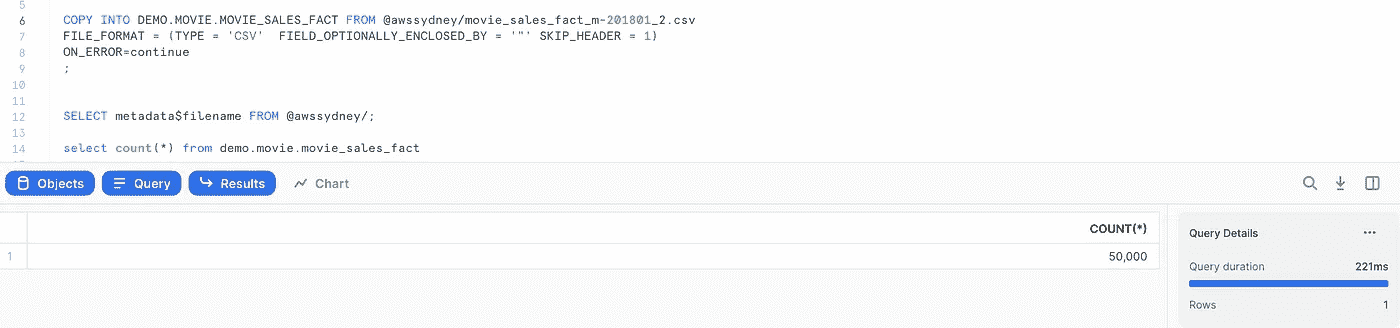 5
6 COPY INTO DEMO.MOVIE.MOVIE_SALES_FACT FROM @awssydney/movie_sales_fact_m-201801_2.csv
7 FILE_FORMAT = (TYPE = 'CSV' FIELD_OPTIONALLY_ENCLOSED_BY = '"' SKIP_HEADER = 1)
8 ON_ERROR=continue
9 ;
10
11
12 SELECT metadata$filename FROM @awssydney/;
13
14 select count(*) from demo.movie.movie_sales_fact
Objects Query Results Chart
COUNT(*)
1 50,000
Query Details ...
Query duration 221ms
Rows 1